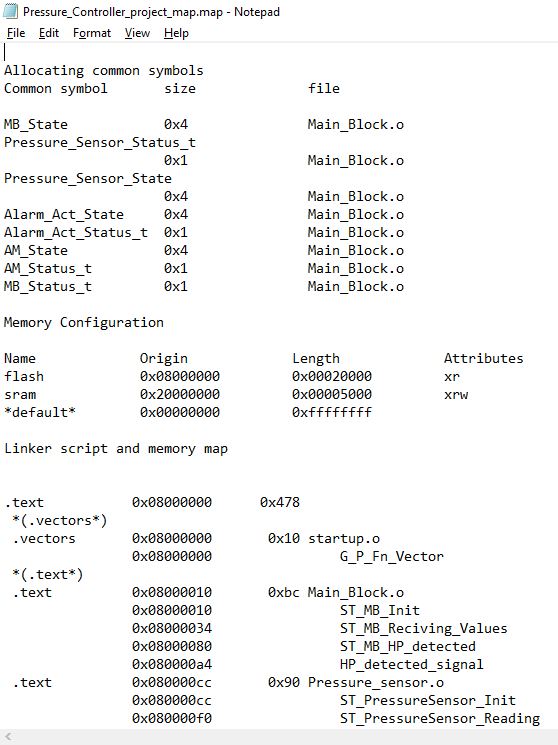 Pressure_Controller_project_map.map - Notepad
File Edit Format View Help
Allocating common symbols
Common symbol       size              file

MB_State            0x4               Main_Block.o
Pressure_Sensor_Status_t
                    0x1               Main_Block.o
Pressure_Sensor_State
                    0x4               Main_Block.o
Alarm_Act_State     0x4               Main_Block.o
Alarm_Act_Status_t  0x1               Main_Block.o
AM_State            0x4               Main_Block.o
AM_Status_t         0x1               Main_Block.o
MB_Status_t         0x1               Main_Block.o

Memory Configuration

Name             Origin             Length             Attributes
flash            0x08000000         0x00020000         xr
sram             0x20000000         0x00005000         xrw
*default*        0x00000000         0xffffffff

Linker script and memory map

.text           0x08000000      0x478
 *(.vectors*)
 .vectors       0x08000000       0x10 startup.o
                0x08000000                G_P_Fn_Vector
 *(.text*)
 .text          0x08000010       0xbc Main_Block.o
                0x08000010                ST_MB_Init
                0x08000034                ST_MB_Reciving_Values
                0x08000080                ST_MB_HP_detected
                0x080000a4                HP_detected_signal
 .text          0x080000cc       0x90 Pressure_sensor.o
                0x080000cc                ST_PressureSensor_Init
                0x080000f0                ST_PressureSensor_Reading